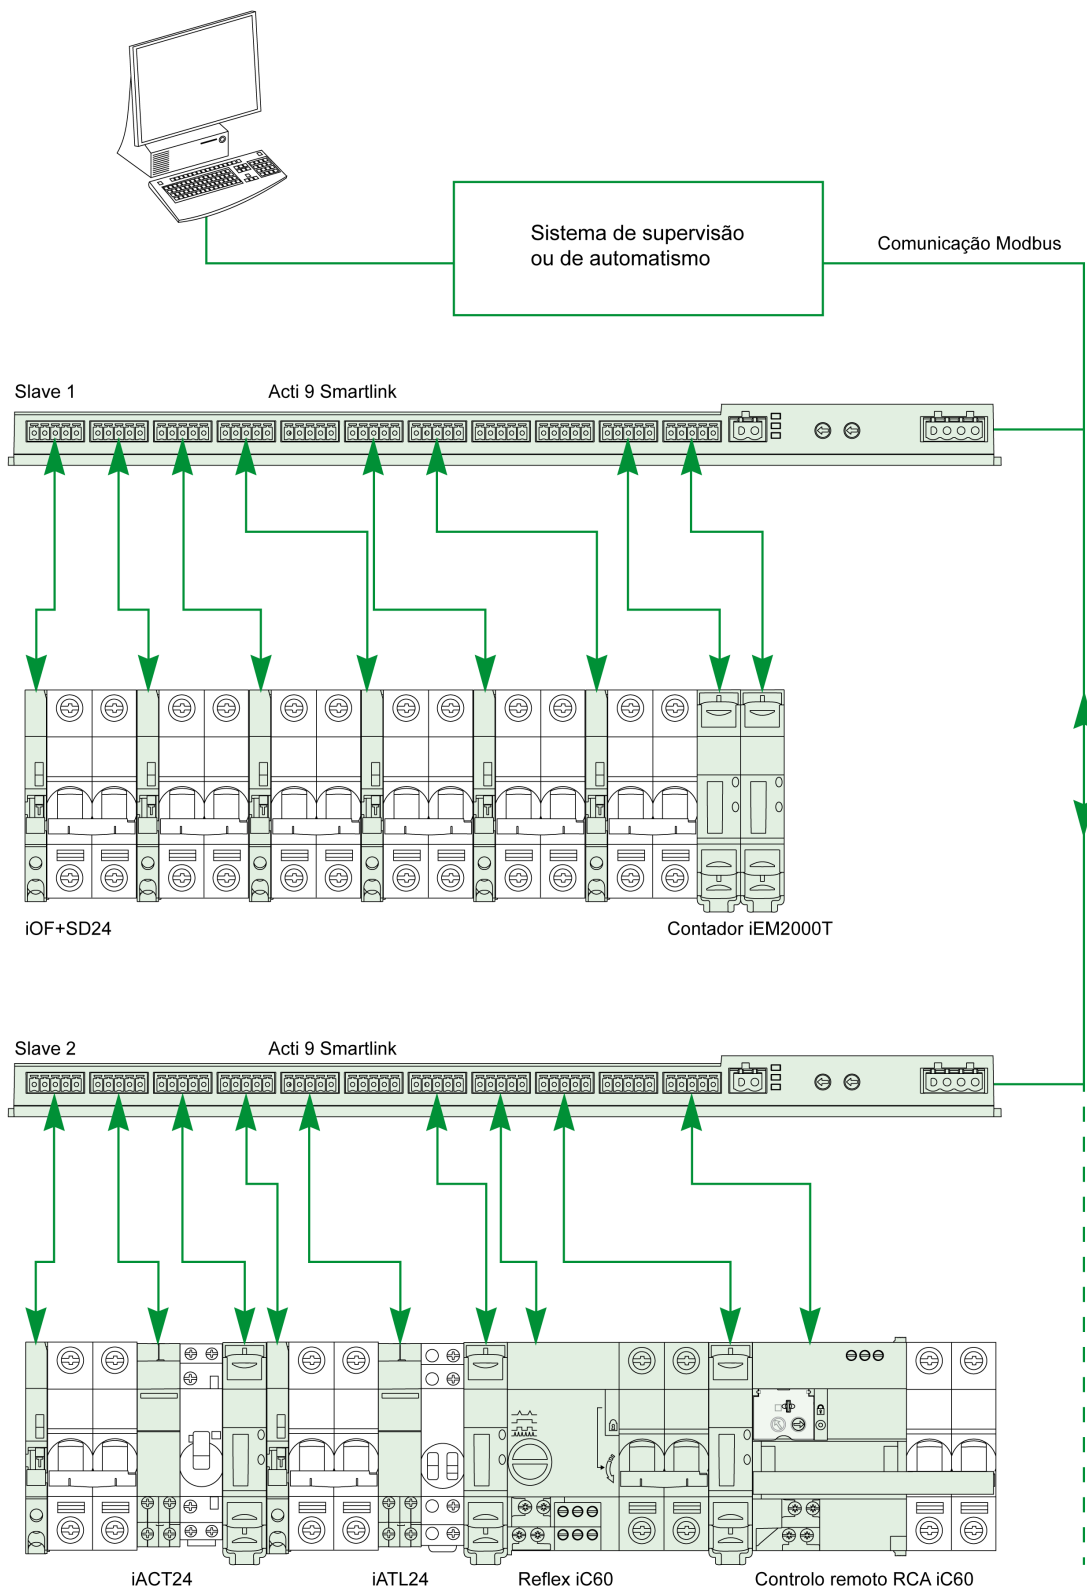 Sistema de supervisão
ou de automatismo
Comunicação Modbus
Slave 1
Acti 9 Smartlink
iOF+SD24
Contador iEM2000T
Slave 2
Acti 9 Smartlink
iACT24
iATL24
Reflex iC60
Controlo remoto RCA iC60